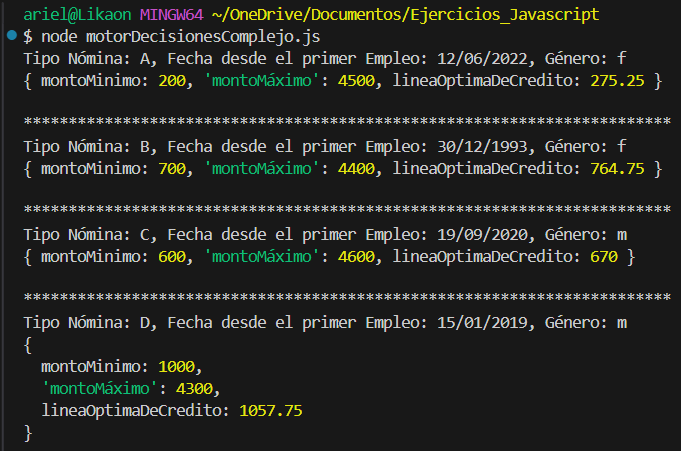 ariel@Likaon MINGW64 ~/OneDrive/Documentos/Ejercicios_Javascript
$ node motorDecisionesComplejo.js
Tipo Nómina: A, Fecha desde el primer Empleo: 12/06/2022, Género: f
{ montoMinimo: 200, 'montoMáximo': 4500, lineaOptimaDeCredito: 275.25 }
************************************************************************
Tipo Nómina: B, Fecha desde el primer Empleo: 30/12/1993, Género: f
{ montoMinimo: 700, 'montoMáximo': 4400, lineaOptimaDeCredito: 764.75 }
************************************************************************
Tipo Nómina: C, Fecha desde el primer Empleo: 19/09/2020, Género: m
{ montoMinimo: 600, 'montoMáximo': 4600, lineaOptimaDeCredito: 670 }
************************************************************************
Tipo Nómina: D, Fecha desde el primer Empleo: 15/01/2019, Género: m
{
  montoMinimo: 1000,
  'montoMáximo': 4300,
  lineaOptimaDeCredito: 1057.75
}